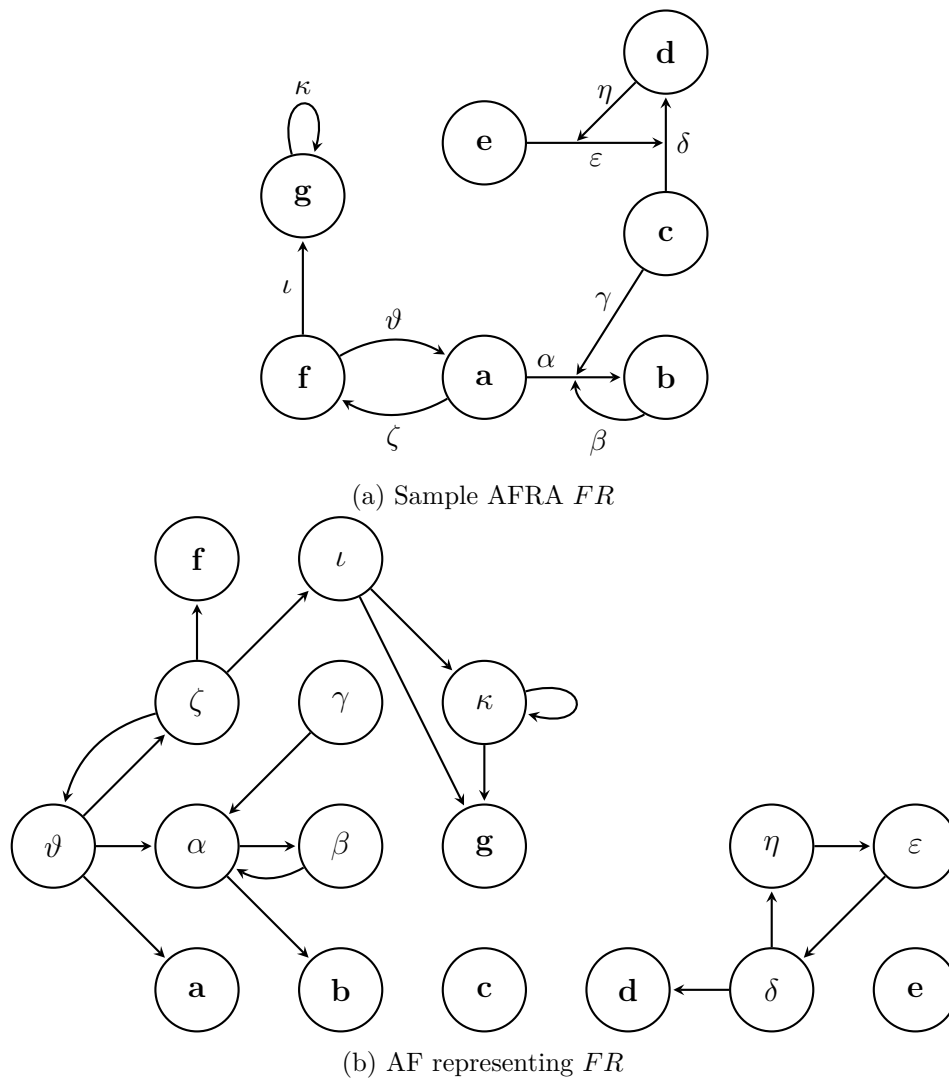 d
κ
η
e
g
ε
δ
c
ι
γ
ϑ
α
f
a
b
ζ
β
(a) Sample AFRA FR
f
ι
ζ
γ
κ
ϑ
α
β
g
η
ε
a
b
c
d
δ
e
(b) AF representing FR